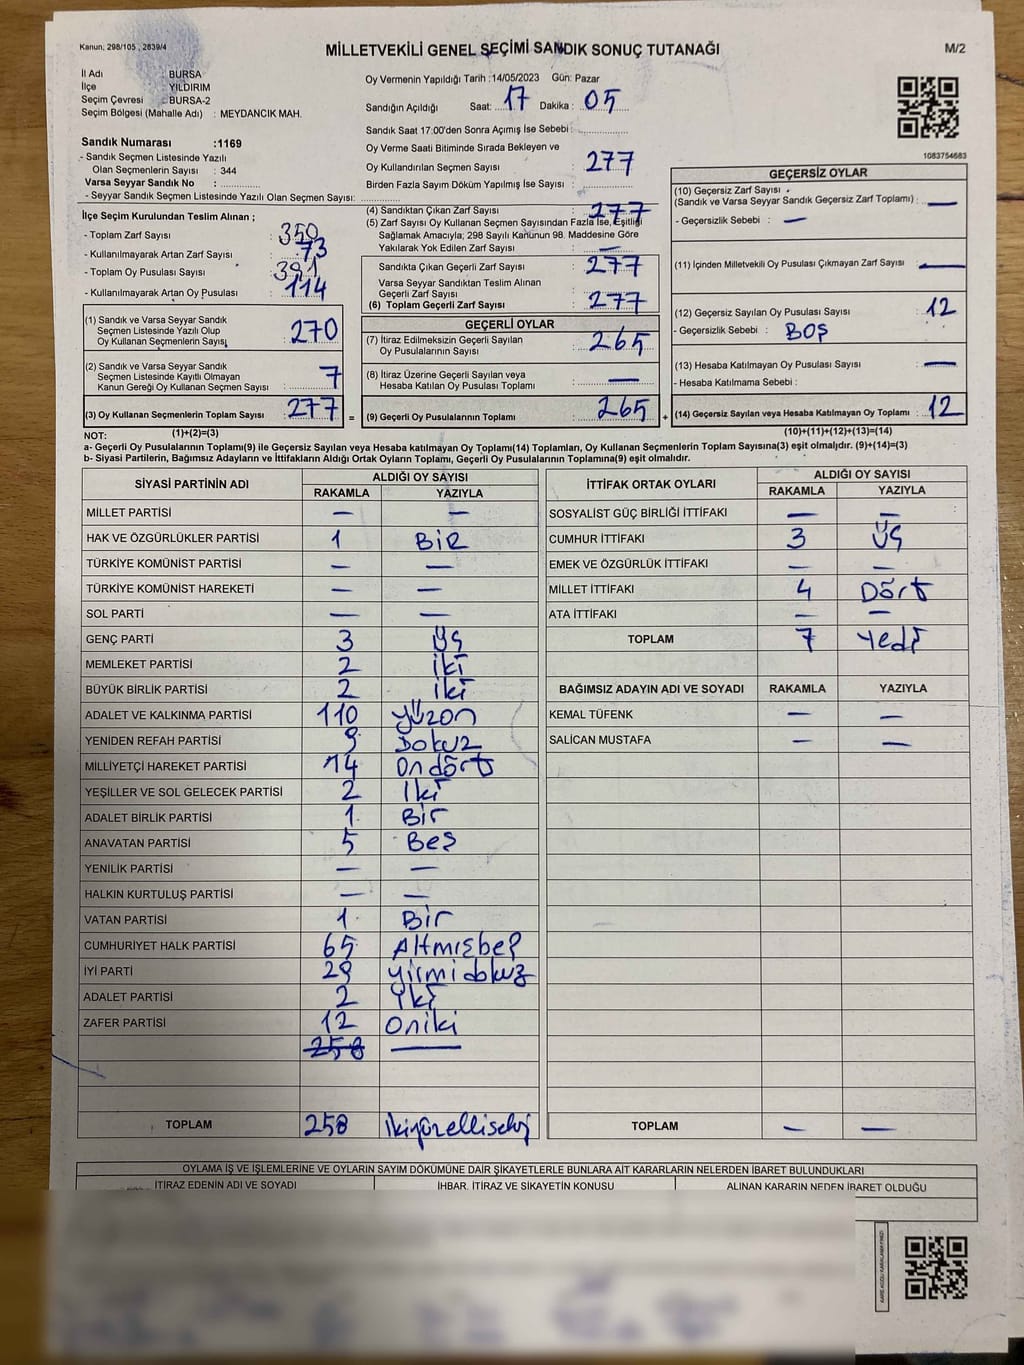 Kanun: 298/105 , 2839/4
MİLLETVEKİLİ GENEL SEÇİMİ SANDIK SONUÇ TUTANAĞI
M/2
İl Adı : BURSA
İlçe : YILDIRIM
Seçim Çevresi : BURSA-2
Seçim Bölgesi (Mahalle Adı) : MEYDANCIK MAH.
Oy Vermenin Yapıldığı Tarih :14/05/2023 Gün: Pazar
Sandığın Açıldığı Saat: 17 Dakika : 05
Sandık Saat 17:00'den Sonra Açımış İse Sebebi :
Oy Verme Saati Bitiminde Sırada Bekleyen ve
Oy Kullandırılan Seçmen Sayısı : 277
Birden Fazla Sayım Döküm Yapılmış İse Sayısı :
Sandık Numarası :1169
- Sandık Seçmen Listesinde Yazılı
Olan Seçmenlerin Sayısı : 344
Varsa Seyyar Sandık No :
- Seyyar Sandık Seçmen Listesinde Yazılı Olan Seçmen Sayısı:
1083754683
İlçe Seçim Kurulundan Teslim Alınan ;
- Toplam Zarf Sayısı : 350
- Kullanılmayarak Artan Zarf Sayısı : 73
- Toplam Oy Pusulası Sayısı : 391
- Kullanılmayarak Artan Oy Pusulası : 114
(4) Sandıktan Çıkan Zarf Sayısı : 277
(5) Zarf Sayısı Oy Kullanan Seçmen Sayısından Fazla İse, Eşitliği
Sağlamak Amacıyla; 298 Sayılı Kanunun 98. Maddesine Göre
Yakılarak Yok Edilen Zarf Sayısı : —
Sandıkta Çıkan Geçerli Zarf Sayısı : 277
Varsa Seyyar Sandıktan Teslim Alınan
Geçerli Zarf Sayısı :
(6) Toplam Geçerli Zarf Sayısı : 277
GEÇERSİZ OYLAR
(10) Geçersiz Zarf Sayısı
(Sandık ve Varsa Seyyar Sandık Geçersiz Zarf Toplamı) : —
- Geçersizlik Sebebi : —
(11) İçinden Milletvekili Oy Pusulası Çıkmayan Zarf Sayısı : —
(12) Geçersiz Sayılan Oy Pusulası Sayısı : 12
- Geçersizlik Sebebi : BOŞ
(13) Hesaba Katılmayan Oy Pusulası Sayısı : —
- Hesaba Katılmama Sebebi :
(1) Sandık ve Varsa Seyyar Sandık
Seçmen Listesinde Yazılı Olup
Oy Kullanan Seçmenlerin Sayısı : 270
(2) Sandık ve Varsa Seyyar Sandık
Seçmen Listesinde Kayıtlı Olmayan
Kanun Gereği Oy Kullanan Seçmen Sayısı : 7
GEÇERLİ OYLAR
(7) İtiraz Edilmeksizin Geçerli Sayılan
Oy Pusulalarının Sayısı : 265
(8) İtiraz Üzerine Geçerli Sayılan veya
Hesaba Katılan Oy Pusulası Toplamı : —
(3) Oy Kullanan Seçmenlerin Toplam Sayısı : 277 = (9) Geçerli Oy Pusulalarının Toplamı : 265 + (14) Geçersiz Sayılan veya Hesaba Katılmayan Oy Toplamı : 12
NOT: (1)+(2)=(3) (10)+(11)+(12)+(13)=(14)
a- Geçerli Oy Pusulalarının Toplamı(9) ile Geçersiz Sayılan veya Hesaba katılmayan Oy Toplamı(14) Toplamları, Oy Kullanan Seçmenlerin Toplam Sayısına(3) eşit olmalıdır. (9)+(14)=(3)
b- Siyasi Partilerin, Bağımsız Adayların ve İttifakların Aldığı Ortak Oyların Toplamı, Geçerli Oy Pusulalarının Toplamına(9) eşit olmalıdır.
SİYASİ PARTİNİN ADI ALDIĞI OY SAYISI
RAKAMLA YAZIYLA
MİLLET PARTİSİ — —
HAK VE ÖZGÜRLÜKLER PARTİSİ 1 BİR
TÜRKİYE KOMÜNİST PARTİSİ — —
TÜRKİYE KOMÜNİST HAREKETİ — —
SOL PARTİ — —
GENÇ PARTİ 3 Üç
MEMLEKET PARTİSİ 2 İki
BÜYÜK BİRLİK PARTİSİ 2 İki
ADALET VE KALKINMA PARTİSİ 110 Yüzon
YENİDEN REFAH PARTİSİ 9 Dokuz
MİLLİYETÇİ HAREKET PARTİSİ 14 Ondört
YEŞİLLER VE SOL GELECEK PARTİSİ 2 İki
ADALET BİRLİK PARTİSİ 1 Bir
ANAVATAN PARTİSİ 5 Beş
YENİLİK PARTİSİ — —
HALKIN KURTULUŞ PARTİSİ — —
VATAN PARTİSİ 1 Bir
CUMHURİYET HALK PARTİSİ 65 Altmışbeş
İYİ PARTİ 29 Yirmidokuz
ADALET PARTİSİ 2 İki
ZAFER PARTİSİ 12 Oniki
258 —
TOPLAM 258 ikiyüzellisekiz
İTTİFAK ORTAK OYLARI ALDIĞI OY SAYISI
RAKAMLA YAZIYLA
SOSYALİST GÜÇ BİRLİĞİ İTTİFAKI — —
CUMHUR İTTİFAKI 3 Üç
EMEK VE ÖZGÜRLÜK İTTİFAKI — —
MİLLET İTTİFAKI 4 Dört
ATA İTTİFAKI — —
TOPLAM 7 Yedi
BAĞIMSIZ ADAYIN ADI VE SOYADI RAKAMLA YAZIYLA
KEMAL TÜFENK — —
SALİCAN MUSTAFA — —
TOPLAM — —
OYLAMA İŞ VE İŞLEMLERİNE VE OYLARIN SAYIM DÖKÜMÜNE DAİR ŞİKAYETLERLE BUNLARA AİT KARARLARIN NELERDEN İBARET BULUNDUKLARI
İTİRAZ EDENİN ADI VE SOYADI İHBAR, İTİRAZ VE ŞİKAYETİN KONUSU ALINAN KARARIN NEDEN İBARET OLDUĞU